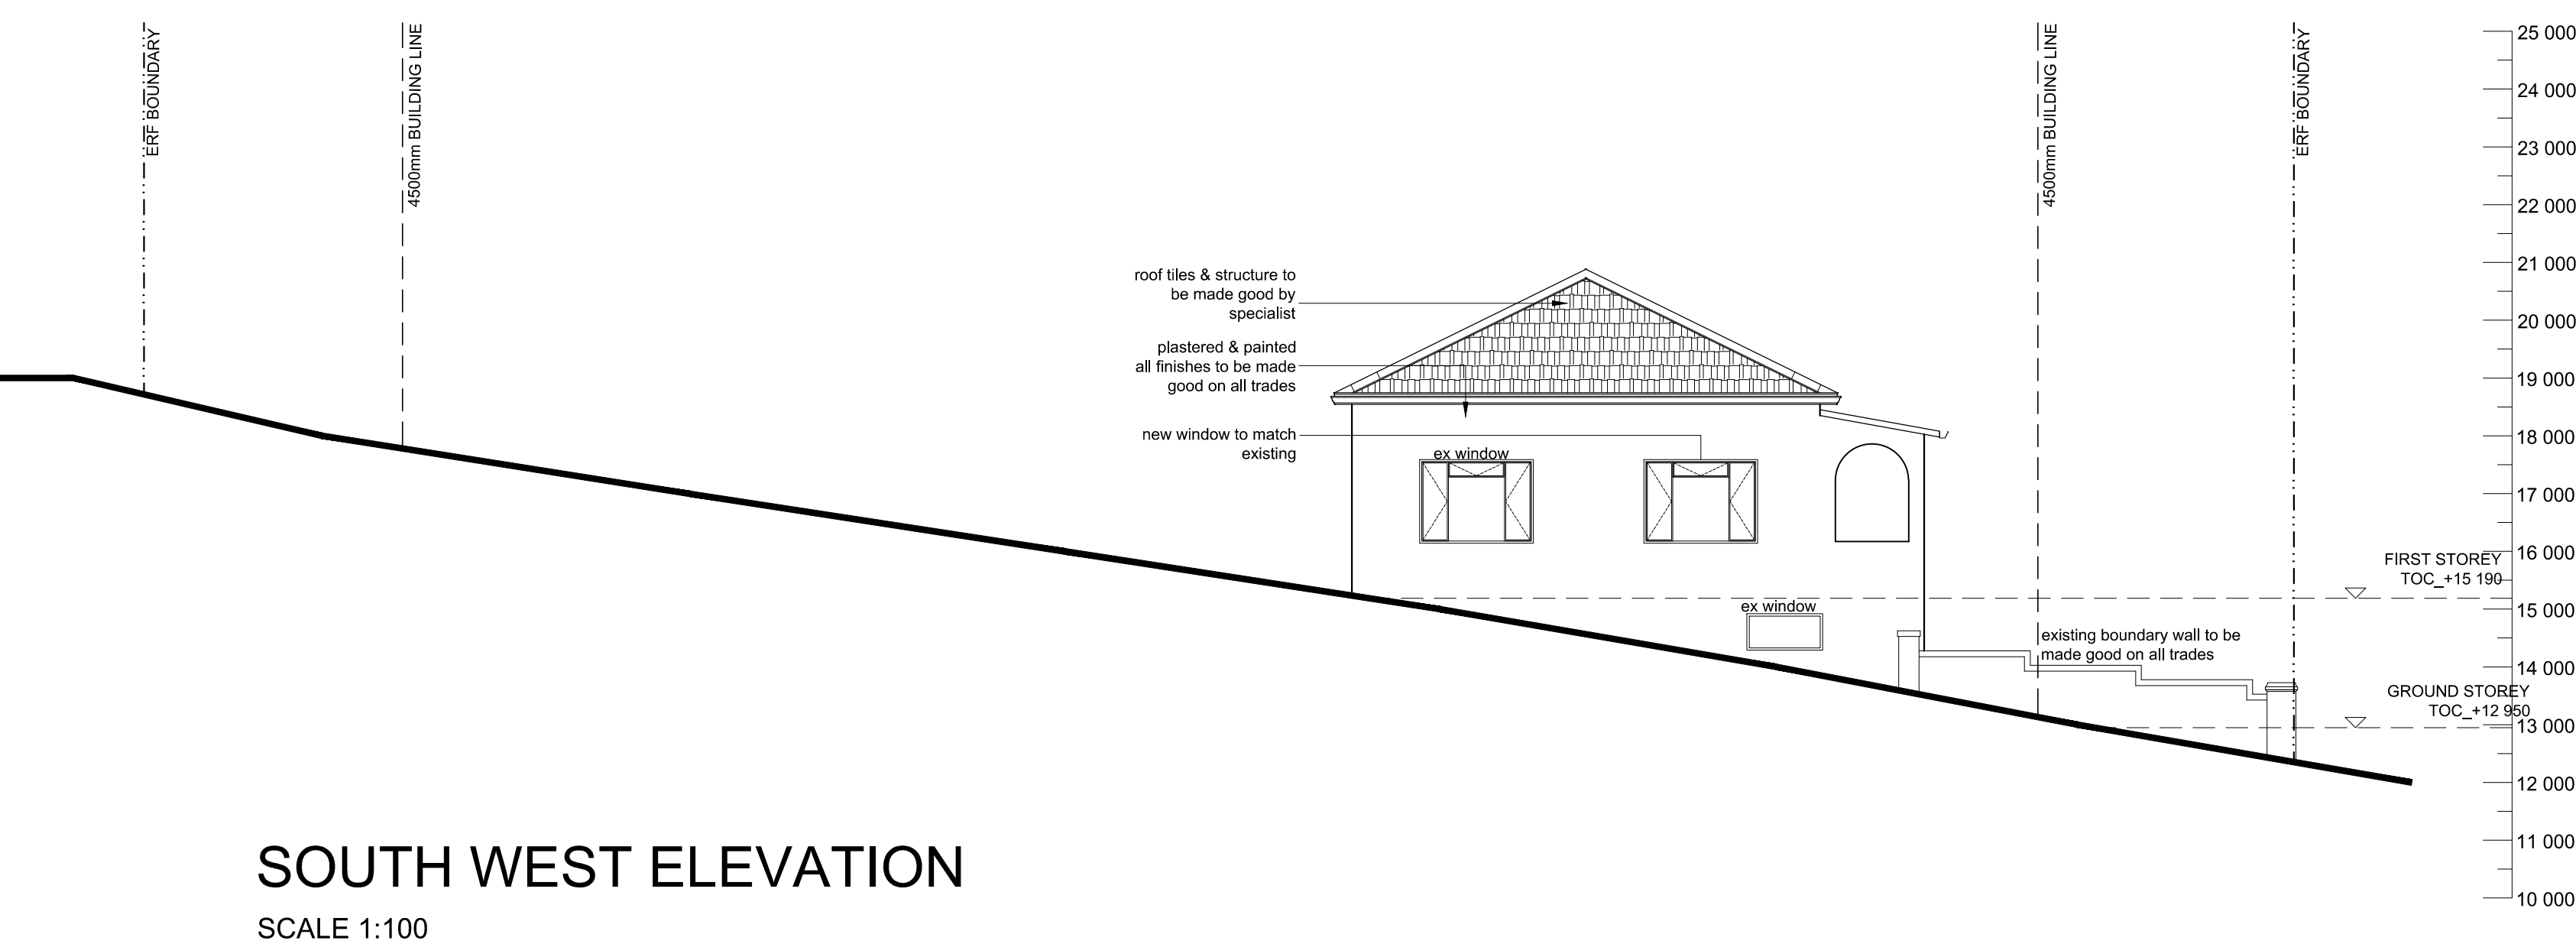 ERF BOUNDARY
4500mm BUILDING LINE
4500mm BUILDING LINE
ERF BOUNDARY
25 000
24 000
23 000
22 000
21 000
20 000
19 000
18 000
17 000
16 000
15 000
14 000
13 000
12 000
11 000
10 000
roof tiles & structure to
be made good by
specialist
plastered & painted
all finishes to be made
good on all trades
new window to match
existing
ex window
ex window
FIRST STOREY
TOC_+15 190
existing boundary wall to be
made good on all trades
GROUND STOREY
TOC_+12 950
SOUTH WEST ELEVATION
SCALE 1:100